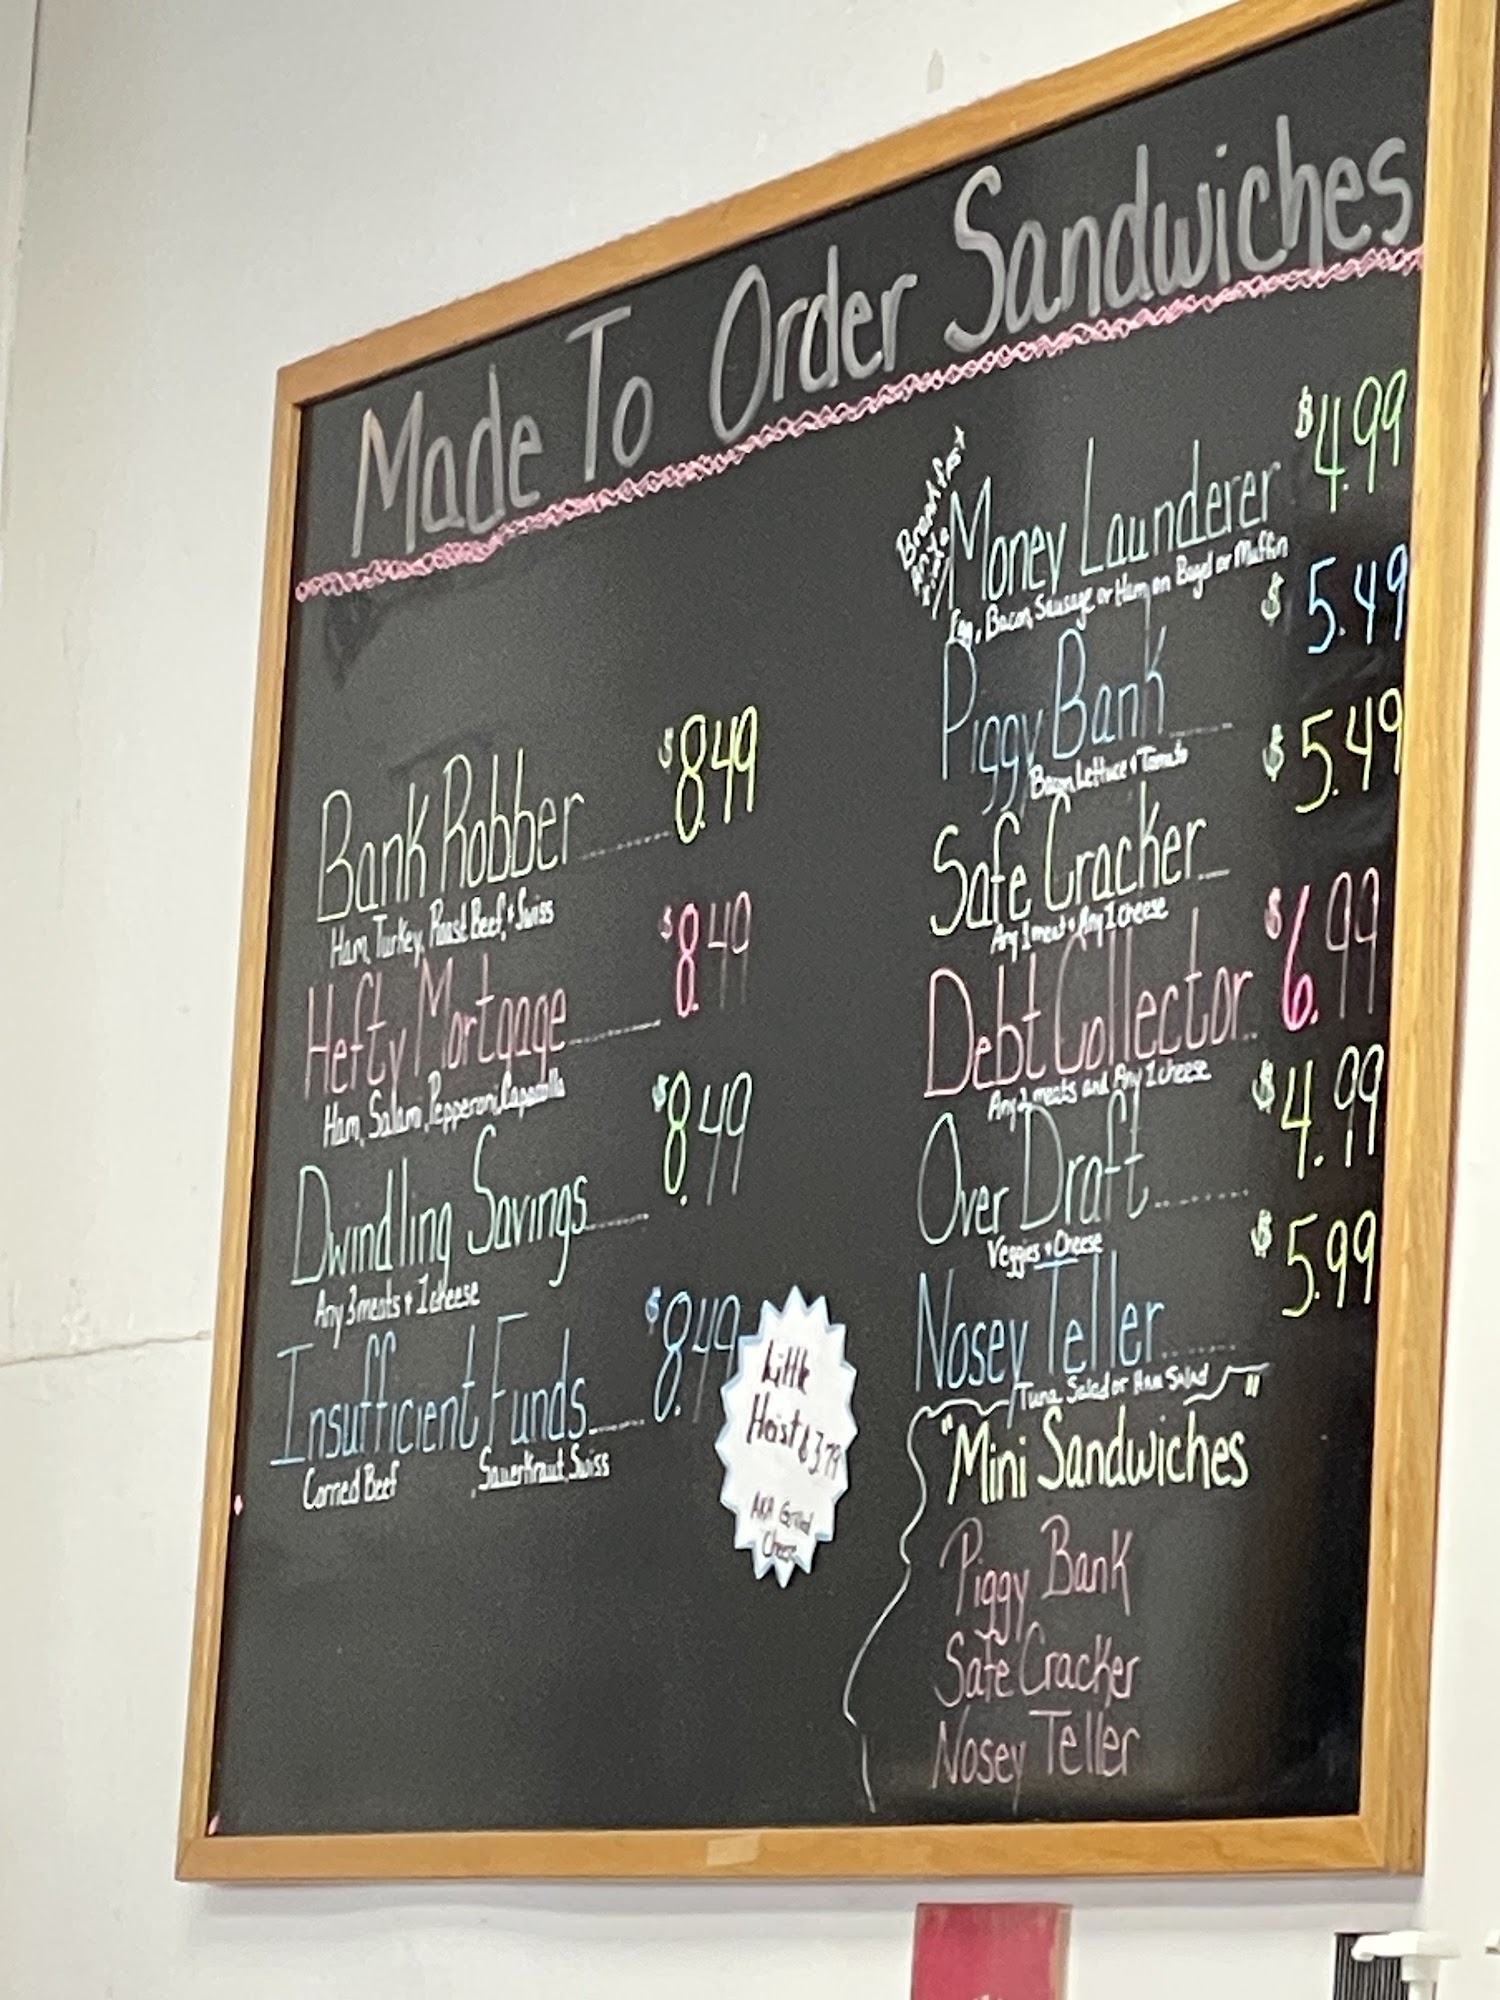 Made To Order Sandwiches
Bank Robber ........ $8.49
Ham, Turkey, Roast Beef, + Swiss
Hefty Mortgage ........ $8.49
Ham, Salami, Pepperoni, Capacolla
Dwindling Savings ...... $8.49
Any 3 meats + 1 cheese
Insufficient Funds ..... $8.49
Corned Beef , Sauerkraut, Swiss
Little
Heist $3.79
AKA Grilled
Cheese
Breakfast
Money Launderer $4.99
Egg, Bacon, Sausage or Ham on Bagel or Muffin
Piggy Bank ...... $5.49
Bacon, Lettuce + Tomato
Safe Cracker ... $5.49
Any 1 meat + Any 1 cheese
Debt Collector .. $6.99
Any 2 meats and Any 1 cheese
Over Draft ........ $4.99
Veggies + Cheese
Nosey Teller ...... $5.99
Tuna Salad or Ham Salad
"Mini Sandwiches"
Piggy Bank
Safe Cracker
Nosey Teller